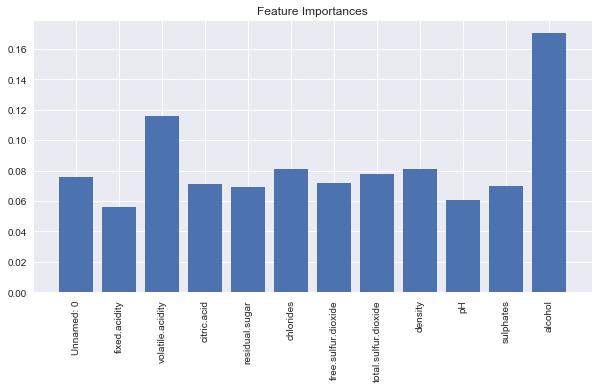 Feature Importances
0.16
0.14
0.12
0.10
0.08
0.06
0.04
0.02
0.00
Unnamed: 0
fixed.acidity
volatile.acidity
citric.acid
residual.sugar
chlorides
free.sulfur.dioxide
total.sulfur.dioxide
density
pH
sulphates
alcohol